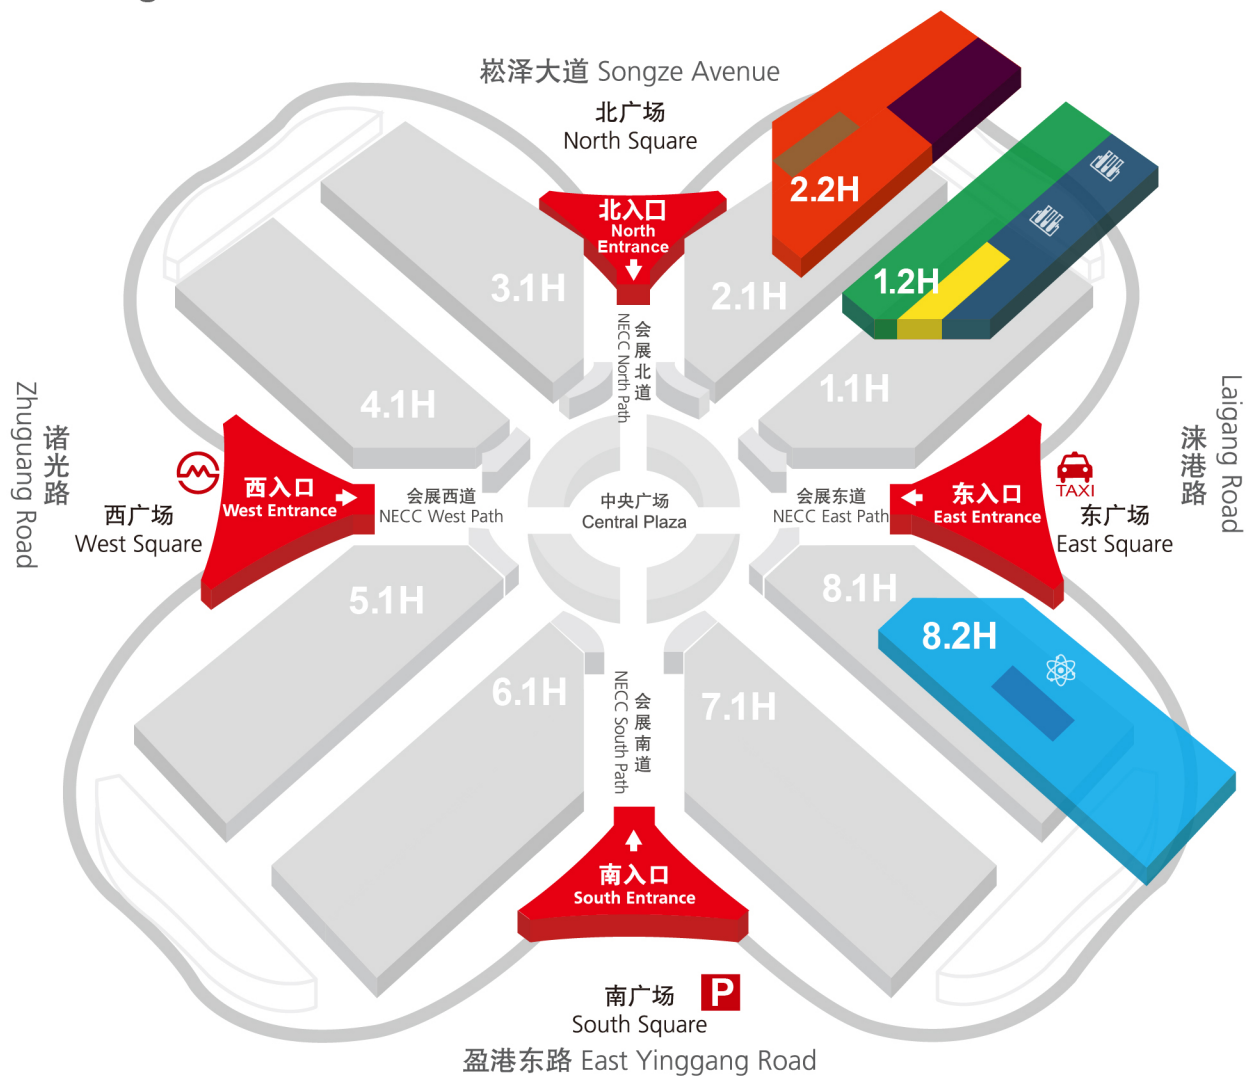 崧泽大道 Songze Avenue
北广场
North Square
2.2H
1.2H
北入口
North
Entrance
3.1H
2.1H
会展北道
NECC North Path
4.1H
1.1H
诸光路
Zhuguang Road
涞港路
Laigang Road
西入口
West Entrance
西广场
West Square
会展西道
NECC West Path
中央广场
Central Plaza
会展东道
NECC East Path
东入口
East Entrance
TAXI
东广场
East Square
5.1H
8.1H
8.2H
6.1H
7.1H
会展南道
NECC South Path
南入口
South Entrance
南广场
South Square
P
盈港东路 East Yinggang Road